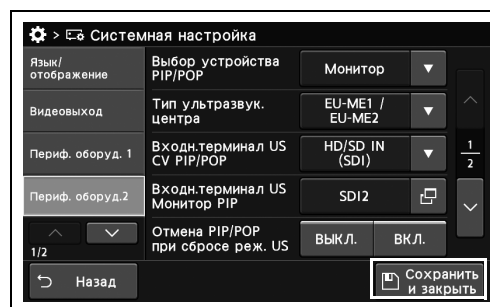 > Системная настройка
Язык/
отображение
Видеовыход
Периф. оборуд. 1
Периф. оборуд.2
1/2
Выбор устройства
PIP/POP
Монитор
Тип ультразвук.
центра
EU-ME1 /
EU-ME2
Входн.терминал US
CV PIP/POP
HD/SD IN
(SDI)
Входн.терминал US
Монитор PIP
SDI2
Отмена PIP/POP
при сбросе реж. US
ВЫКЛ.
ВКЛ.
1
2
Назад
Сохранить
и закрыть